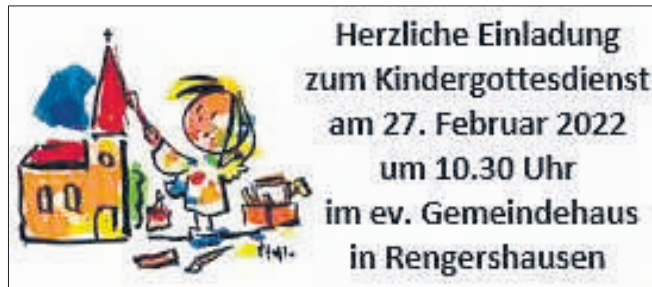 Herzliche Einladung
zum Kindergottesdienst
am 27. Februar 2022
um 10.30 Uhr
im ev. Gemeindehaus
in Rengershausen